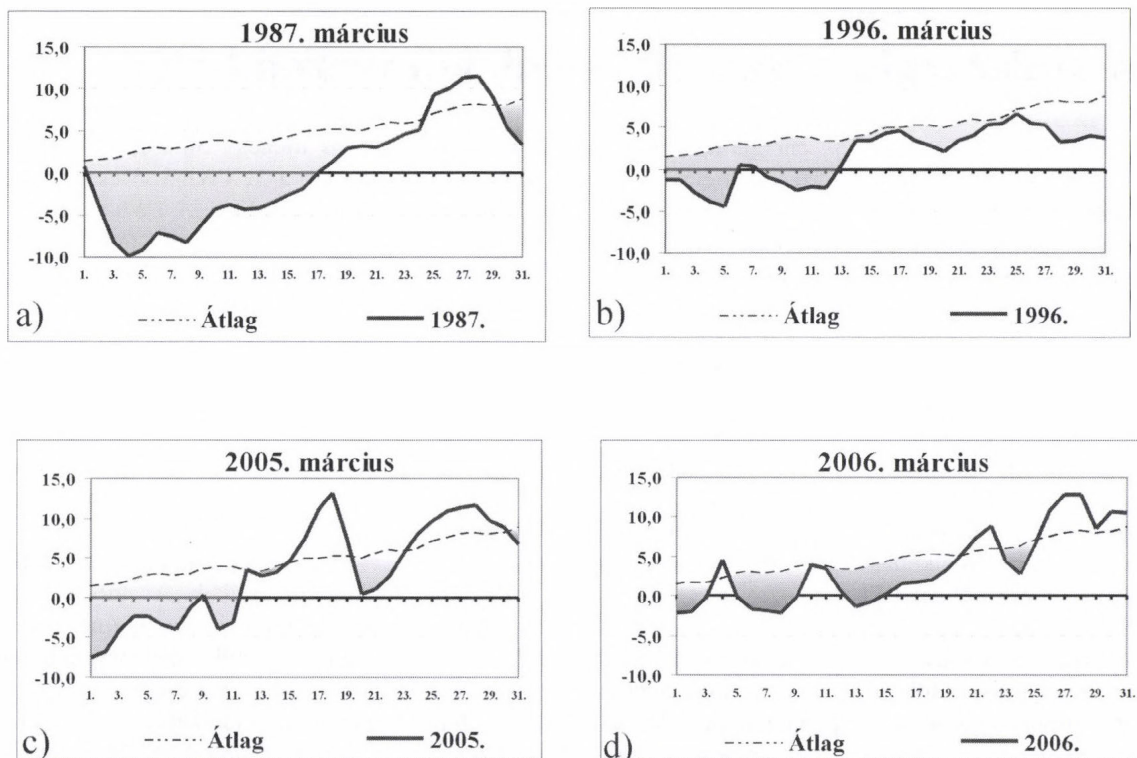 1987. március
15,0
10,0
5,0
0,0
-5,0
-10,0
1. 3. 5. 7. 9. 11. 13. 15. 17. 19. 21. 23. 25. 27. 29. 31.
a) Átlag 1987.
1996. március
15,0
10,0
5,0
0,0
-5,0
-10,0
1. 3. 5. 7. 9. 11. 13. 15. 17. 19. 21. 23. 25. 27. 29. 31.
b) Átlag 1996.
2005. március
15,0
10,0
5,0
0,0
-5,0
-10,0
1. 3. 5. 7. 9. 11. 13. 15. 17. 19. 21. 23. 25. 27. 29. 31.
c) Átlag 2005.
2006. március
15,0
10,0
5,0
0,0
-5,0
-10,0
1. 3. 5. 7. 9. 11. 13. 15. 17. 19. 21. 23. 25. 27. 29. 31.
d) Átlag 2006.